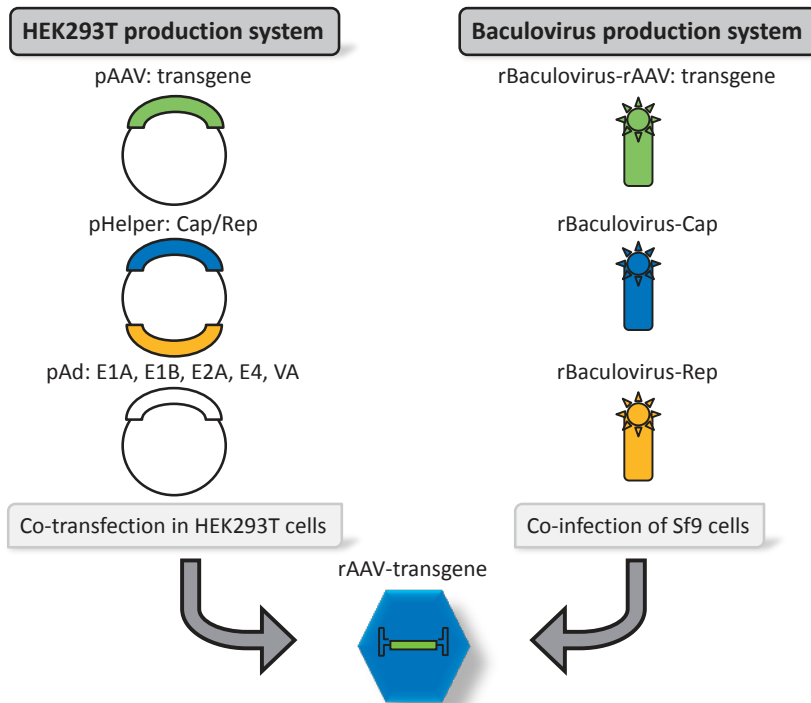 HEK293T production system
pAAV: transgene
pHelper: Cap/Rep
pAd: E1A, E1B, E2A, E4, VA
Co-transfection in HEK293T cells
Baculovirus production system
rBaculovirus-rAAV: transgene
rBaculovirus-Cap
rBaculovirus-Rep
Co-infection of Sf9 cells
rAAV-transgene